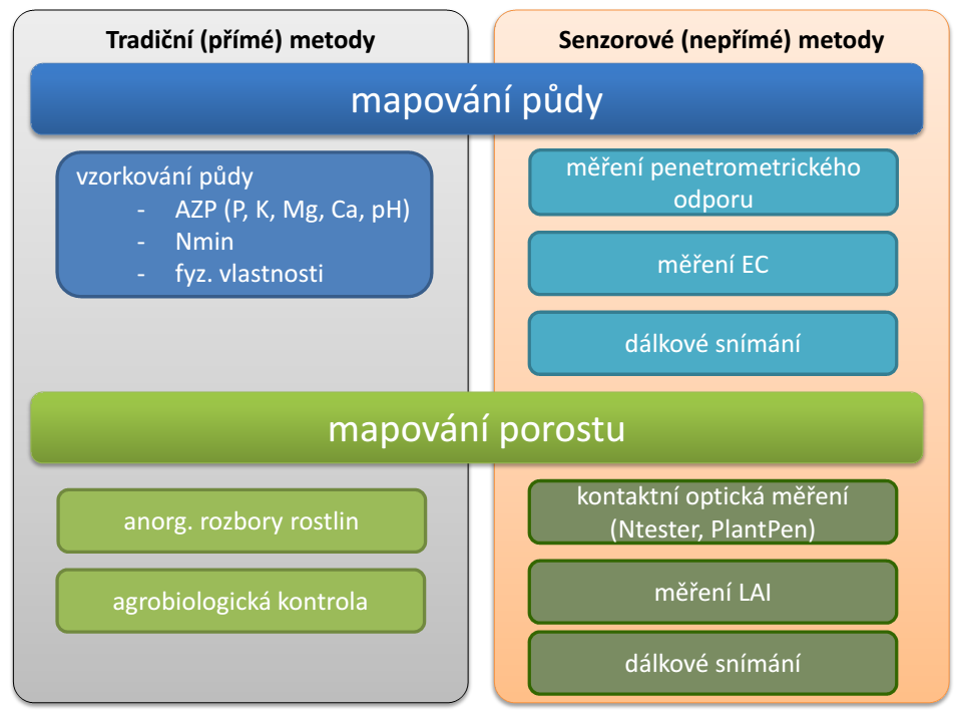 Tradiční (přímé) metody
Senzorové (nepřímé) metody
mapování půdy
vzorkování půdy
- AZP (P, K, Mg, Ca, pH)
- Nmin
- fyz. vlastnosti
měření penetrometrického
odporu
měření EC
dálkové snímání
mapování porostu
anorg. rozbory rostlin
agrobiologická kontrola
kontaktní optická měření
(Ntester, PlantPen)
měření LAI
dálkové snímání